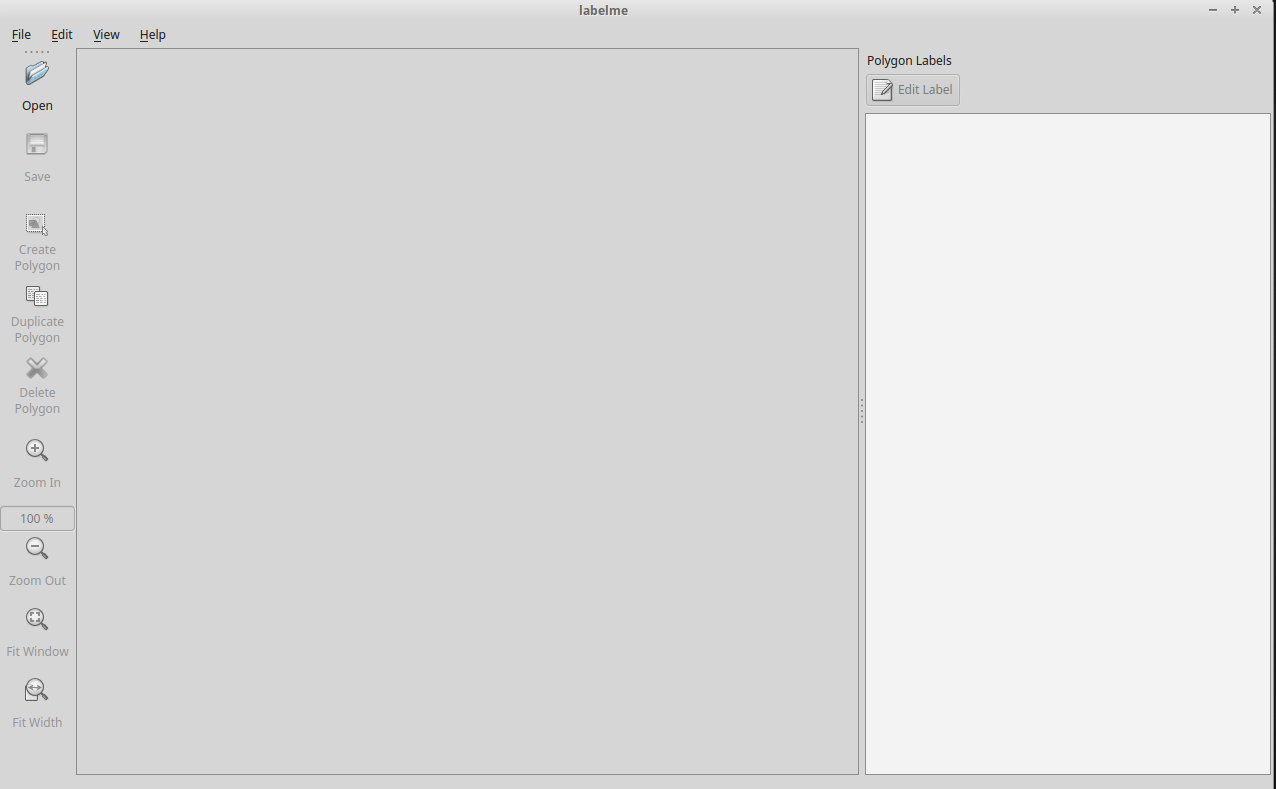 labelme
File Edit View Help
Open
Save
Create
Polygon
Duplicate
Polygon
Delete
Polygon
Zoom In
100 %
Zoom Out
Fit Window
Fit Width
Polygon Labels
Edit Label